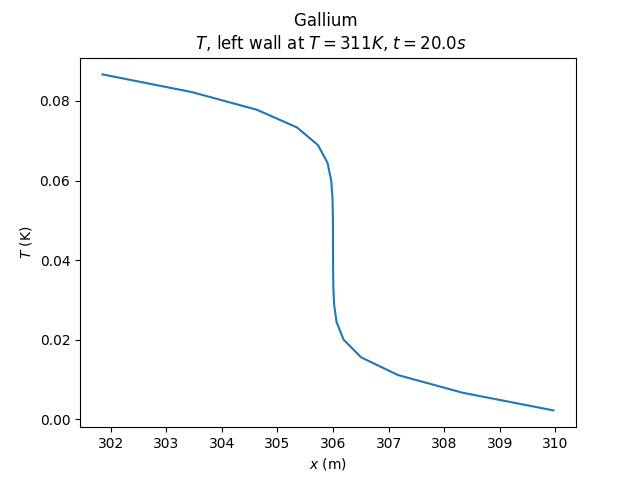 Gallium
T, left wall at T = 311K, t = 20.0s
0.08
0.06
0.04
0.02
0.00
T (K)
302 303 304 305 306 307 308 309 310
x (m)